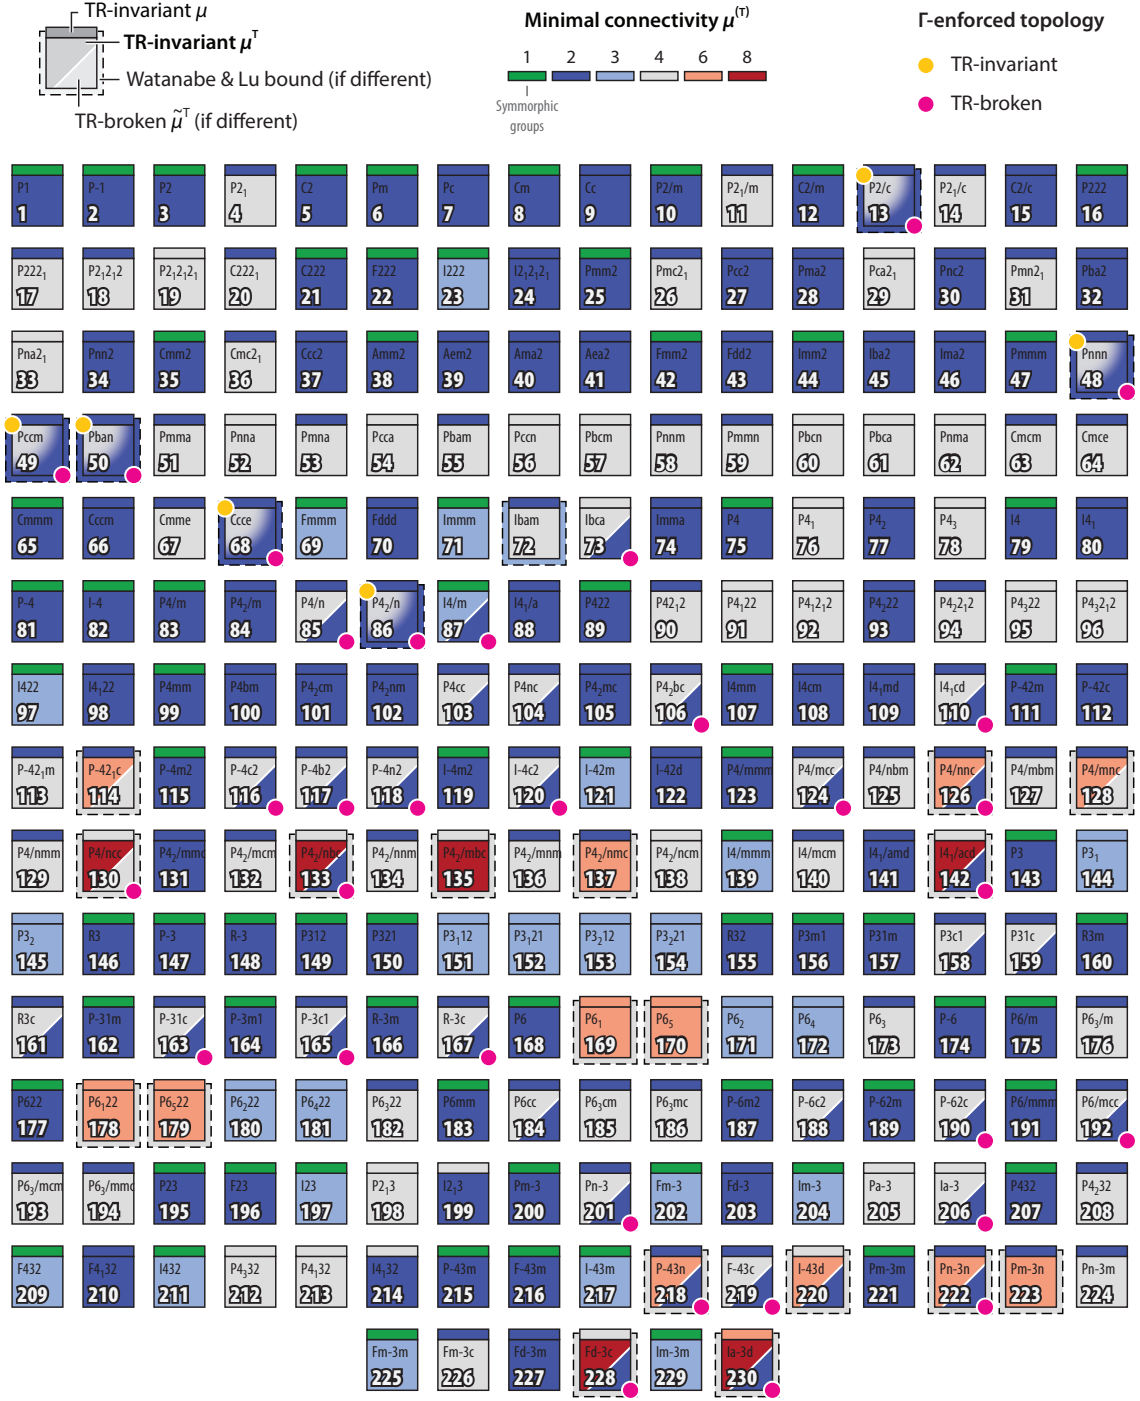 TR-invariant μ
TR-invariant μᵀ
Watanabe & Lu bound (if different)
TR-broken μ̃ᵀ (if different)
Minimal connectivity μ⁽ᵀ⁾
1 2 3 4 6 8
Symmorphic
groups
Γ-enforced topology
TR-invariant
TR-broken
P1 P-1 P2 P2₁ C2 Pm Pc Cm Cc P2/m P2₁/m C2/m P2/c P2₁/c C2/c P222
1 2 3 4 5 6 7 8 9 10 11 12 13 14 15 16
P222₁ P2₁2₁2 P2₁2₁2₁ C222₁ C222 F222 I222 I2₁2₁2₁ Pmm2 Pmc2₁ Pcc2 Pma2 Pca2₁ Pnc2 Pmn2₁ Pba2
17 18 19 20 21 22 23 24 25 26 27 28 29 30 31 32
Pna2₁ Pnn2 Cmm2 Cmc2₁ Ccc2 Amm2 Aem2 Ama2 Aea2 Fmm2 Fdd2 Imm2 Iba2 Ima2 Pmmm Pnnn
33 34 35 36 37 38 39 40 41 42 43 44 45 46 47 48
Pccm Pban Pmma Pnna Pmna Pcca Pbam Pccn Pbcm Pnnm Pmmn Pbcn Pbca Pnma Cmcm Cmce
49 50 51 52 53 54 55 56 57 58 59 60 61 62 63 64
Cmmm Cccm Cmme Ccce Fmmm Fddd Immm Ibam Ibca Imma P4 P4₁ P4₂ P4₃ I4 I4₁
65 66 67 68 69 70 71 72 73 74 75 76 77 78 79 80
P-4 I-4 P4/m P4₂/m P4/n P4₂/n I4/m I4₁/a P422 P42₁2 P4₁22 P4₁2₁2 P4₂22 P4₂2₁2 P4₃22 P4₃2₁2
81 82 83 84 85 86 87 88 89 90 91 92 93 94 95 96
I422 I4₁22 P4mm P4bm P4₂cm P4₂nm P4cc P4nc P4₂mc P4₂bc I4mm I4cm I4₁md I4₁cd P-42m P-42c
97 98 99 100 101 102 103 104 105 106 107 108 109 110 111 112
P-42₁m P-42₁c P-4m2 P-4c2 P-4b2 P-4n2 I-4m2 I-4c2 I-42m I-42d P4/mmm P4/mcc P4/nbm P4/nnc P4/mbm P4/mnc
113 114 115 116 117 118 119 120 121 122 123 124 125 126 127 128
P4/nmm P4/ncc P4₂/mmc P4₂/mcm P4₂/nbc P4₂/nnm P4₂/mbc P4₂/mnm P4₂/nmc P4₂/ncm I4/mmm I4/mcm I4₁/amd I4₁/acd P3 P3₁
129 130 131 132 133 134 135 136 137 138 139 140 141 142 143 144
P3₂ R3 P-3 R-3 P312 P321 P3₁12 P3₁21 P3₂12 P3₂21 R32 P3m1 P31m P3c1 P31c R3m
145 146 147 148 149 150 151 152 153 154 155 156 157 158 159 160
R3c P-31m P-31c P-3m1 P-3c1 R-3m R-3c P6 P6₁ P6₅ P6₂ P6₄ P6₃ P-6 P6/m P6₃/m
161 162 163 164 165 166 167 168 169 170 171 172 173 174 175 176
P622 P6₁22 P6₅22 P6₂22 P6₄22 P6₃22 P6mm P6cc P6₃cm P6₃mc P-6m2 P-6c2 P-62m P-62c P6/mmm P6/mcc
177 178 179 180 181 182 183 184 185 186 187 188 189 190 191 192
P6₃/mcm P6₃/mmc P23 F23 I23 P2₁3 I2₁3 Pm-3 Pn-3 Fm-3 Fd-3 Im-3 Pa-3 Ia-3 P432 P4₂32
193 194 195 196 197 198 199 200 201 202 203 204 205 206 207 208
F432 F4₁32 I432 P4₃32 P4₁32 I4₁32 P-43m F-43m I-43m P-43n F-43c I-43d Pm-3m Pn-3n Pm-3n Pn-3m
209 210 211 212 213 214 215 216 217 218 219 220 221 222 223 224
Fm-3m Fm-3c Fd-3m Fd-3c Im-3m Ia-3d
225 226 227 228 229 230